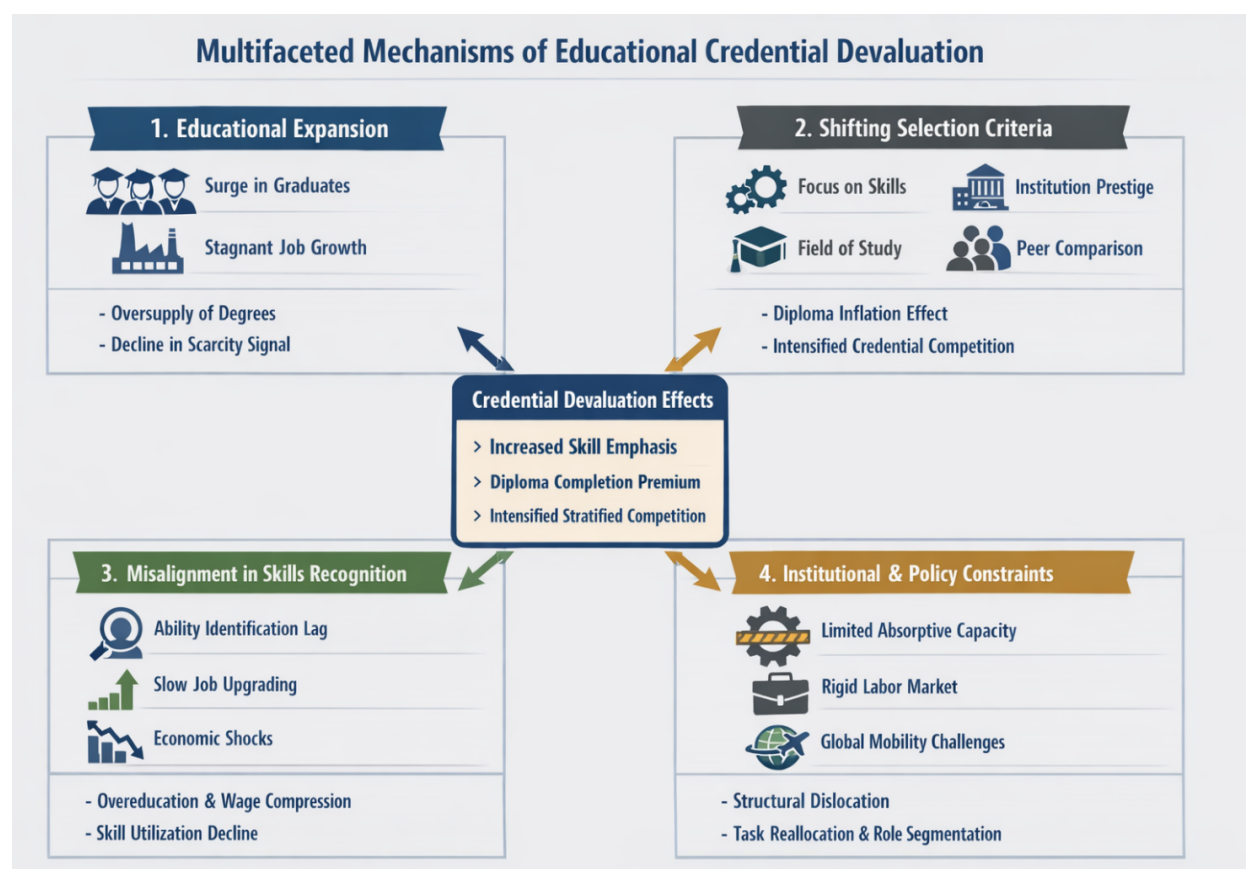 Multifaceted Mechanisms of Educational Credential Devaluation
1. Educational Expansion
Surge in Graduates
Stagnant Job Growth
- Oversupply of Degrees
- Decline in Scarcity Signal
2. Shifting Selection Criteria
Focus on Skills
Institution Prestige
Field of Study
Peer Comparison
- Diploma Inflation Effect
- Intensified Credential Competition
Credential Devaluation Effects
> Increased Skill Emphasis
> Diploma Completion Premium
> Intensified Stratified Competition
3. Misalignment in Skills Recognition
Ability Identification Lag
Slow Job Upgrading
Economic Shocks
- Overeducation & Wage Compression
- Skill Utilization Decline
4. Institutional & Policy Constraints
Limited Absorptive Capacity
Rigid Labor Market
Global Mobility Challenges
- Structural Dislocation
- Task Reallocation & Role Segmentation